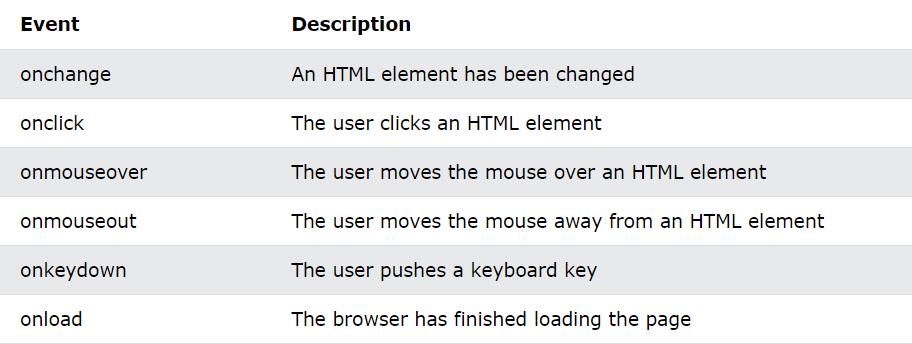 Event Description
onchange An HTML element has been changed
onclick The user clicks an HTML element
onmouseover The user moves the mouse over an HTML element
onmouseout The user moves the mouse away from an HTML element
onkeydown The user pushes a keyboard key
onload The browser has finished loading the page